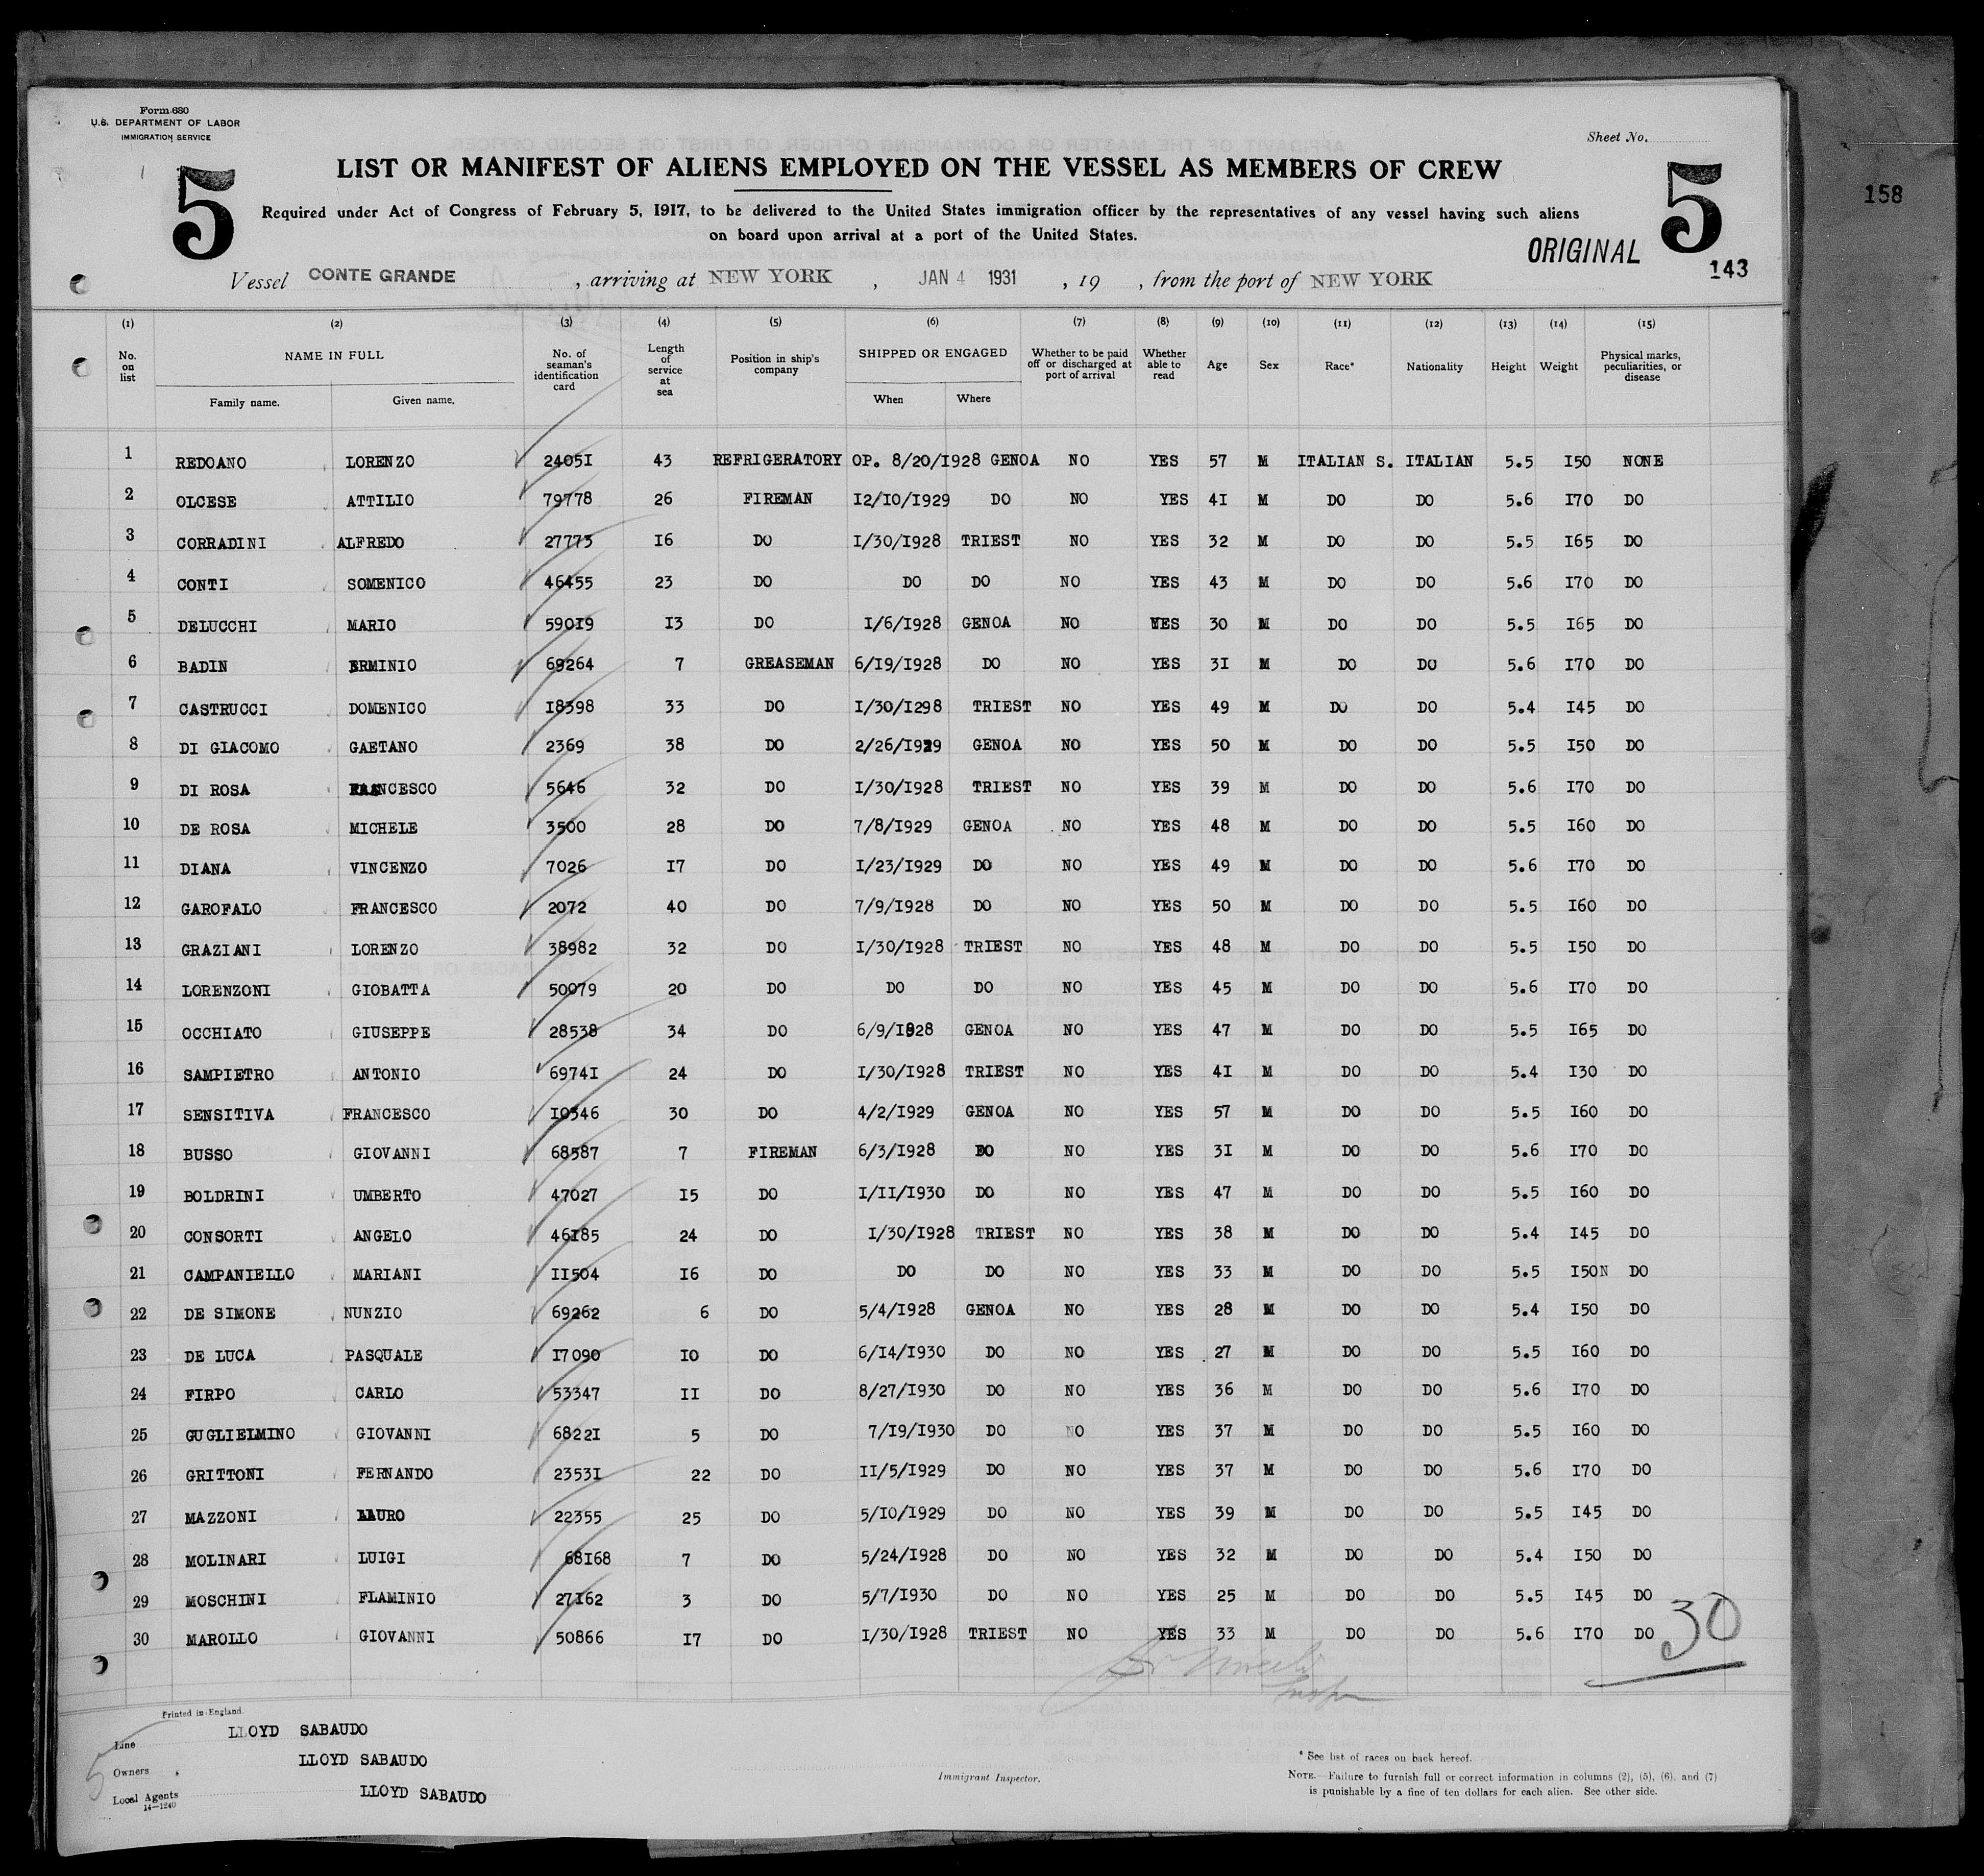 Form 680
U.S. DEPARTMENT OF LABOR
IMMIGRATION SERVICE
Sheet No.
5 LIST OR MANIFEST OF ALIENS EMPLOYED ON THE VESSEL AS MEMBERS OF CREW 5
158
Required under Act of Congress of February 5, 1917, to be delivered to the United States immigration officer by the representatives of any vessel having such aliens
on board upon arrival at a port of the United States.
ORIGINAL
143
Vessel CONTE GRANDE , arriving at NEW YORK , JAN 4 1931 , 19 , from the port of NEW YORK
(1) (2) (3) (4) (5) (6) (7) (8) (9) (10) (11) (12) (13) (14) (15)
No. on list NAME IN FULL Family name. Given name. No. of seaman's identification card Length of service at sea Position in ship's company SHIPPED OR ENGAGED When Where Whether to be paid off or discharged at port of arrival Whether able to read Age Sex Race* Nationality Height Weight Physical marks, peculiarities, or disease
1 REDOANO LORENZO 24051 43 REFRIGERATORY OP. 8/20/1928 GENOA NO YES 57 M ITALIAN S. ITALIAN 5.5 150 NONE
2 OLCESE ATTILIO 79778 26 FIREMAN 12/10/1929 DO NO YES 41 M DO DO 5.6 170 DO
3 CORRADINI ALFREDO 27773 16 DO 1/30/1928 TRIEST NO YES 32 M DO DO 5.5 165 DO
4 CONTI SOMENICO 46455 23 DO DO DO NO YES 43 M DO DO 5.6 170 DO
5 DELUCCHI MARIO 59019 13 DO 1/6/1928 GENOA NO YES 30 M DO DO 5.5 165 DO
6 BADIN ERMINIO 69264 7 GREASEMAN 6/19/1928 DO NO YES 31 M DO DO 5.6 170 DO
7 CASTRUCCI DOMENICO 18398 33 DO 1/30/1298 TRIEST NO YES 49 M DO DO 5.4 145 DO
8 DI GIACOMO GAETANO 2369 38 DO 2/26/1929 GENOA NO YES 50 M DO DO 5.5 150 DO
9 DI ROSA FRANCESCO 5646 32 DO 1/30/1928 TRIEST NO YES 39 M DO DO 5.6 170 DO
10 DE ROSA MICHELE 3500 28 DO 7/8/1929 GENOA NO YES 48 M DO DO 5.5 160 DO
11 DIANA VINCENZO 7026 17 DO 1/23/1929 DO NO YES 49 M DO DO 5.6 170 DO
12 GAROFALO FRANCESCO 2072 40 DO 7/9/1928 DO NO YES 50 M DO DO 5.5 160 DO
13 GRAZIANI LORENZO 38982 32 DO 1/30/1928 TRIEST NO YES 48 M DO DO 5.5 150 DO
14 LORENZONI GIOBATTA 50079 20 DO DO DO NO YES 45 M DO DO 5.6 170 DO
15 OCCHIATO GIUSEPPE 28538 34 DO 6/9/1928 GENOA NO YES 47 M DO DO 5.5 165 DO
16 SAMPIETRO ANTONIO 69741 24 DO 1/30/1928 TRIEST NO YES 41 M DO DO 5.4 130 DO
17 SENSITIVA FRANCESCO 10346 30 DO 4/2/1929 GENOA NO YES 57 M DO DO 5.5 160 DO
18 BUSSO GIOVANNI 68587 7 FIREMAN 6/3/1928 DO NO YES 31 M DO DO 5.6 170 DO
19 BOLDRINI UMBERTO 47027 15 DO 1/11/1930 DO NO YES 47 M DO DO 5.5 160 DO
20 CONSORTI ANGELO 46185 24 DO 1/30/1928 TRIEST NO YES 38 M DO DO 5.4 145 DO
21 CAMPANIELLO MARIANI 11504 16 DO DO DO NO YES 33 M DO DO 5.5 150N DO
22 DE SIMONE NUNZIO 69262 6 DO 5/4/1928 GENOA NO YES 28 M DO DO 5.4 150 DO
23 DE LUCA PASQUALE 17090 10 DO 6/14/1930 DO NO YES 27 M DO DO 5.5 160 DO
24 FIRPO CARLO 53347 11 DO 8/27/1930 DO NO YES 36 M DO DO 5.6 170 DO
25 GUGLIELMINO GIOVANNI 68221 5 DO 7/19/1930 DO NO YES 37 M DO DO 5.5 160 DO
26 GRITTONI FERNANDO 23531 22 DO 11/5/1929 DO NO YES 37 M DO DO 5.6 170 DO
27 MAZZONI LAURO 22355 25 DO 5/10/1929 DO NO YES 39 M DO DO 5.5 145 DO
28 MOLINARI LUIGI 68168 7 DO 5/24/1928 DO NO YES 32 M DO DO 5.4 150 DO
29 MOSCHINI FLAMINIO 27162 3 DO 5/7/1930 DO NO YES 25 M DO DO 5.5 145 DO
30 MAROLLO GIOVANNI 50866 17 DO 1/30/1928 TRIEST NO YES 33 M DO DO 5.6 170 DO
30
Printed in England.
Line LLOYD SABAUDO
Owners LLOYD SABAUDO
Local Agents LLOYD SABAUDO
14—1240
5
Immigrant Inspector.
* See list of races on back hereof.
NOTE.—Failure to furnish full or correct information in columns (2), (5), (6), and (7)
is punishable by a fine of ten dollars for each alien. See other side.